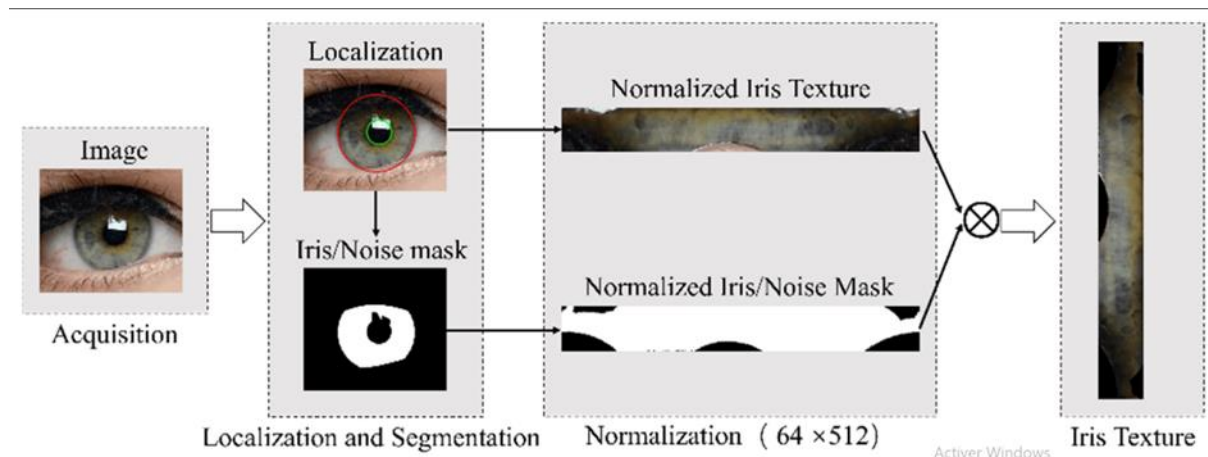 Image
Acquisition
Localization
Iris/Noise mask
Localization and Segmentation
Normalized Iris Texture
Normalized Iris/Noise Mask
Normalization ( 64 ×512)
Iris Texture
Activer Windows